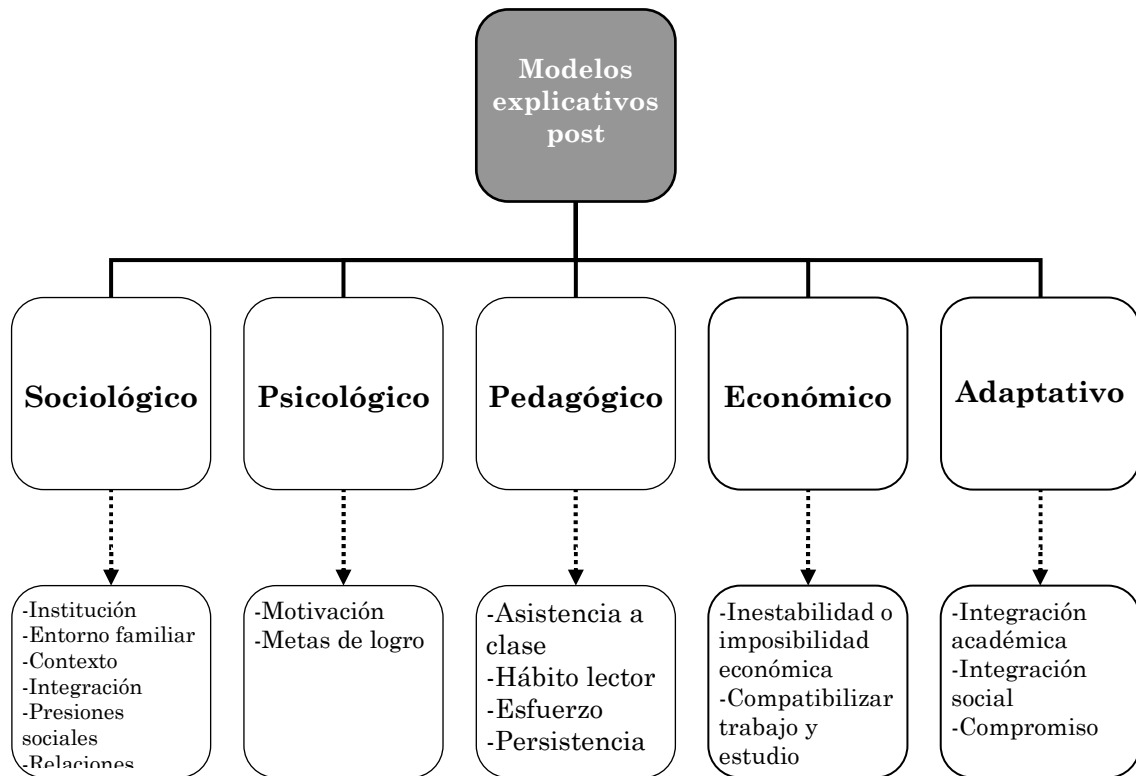 Modelos
explicativos
post
Sociológico
Psicológico
Pedagógico
Económico
Adaptativo
-Institución
-Entorno familiar
-Contexto
-Integración
-Presiones
sociales
-Relaciones
-Motivación
-Metas de logro
-Asistencia a
clase
-Hábito lector
-Esfuerzo
-Persistencia
-Inestabilidad o
imposibilidad
económica
-Compatibilizar
trabajo y
estudio
-Integración
académica
-Integración
social
-Compromiso